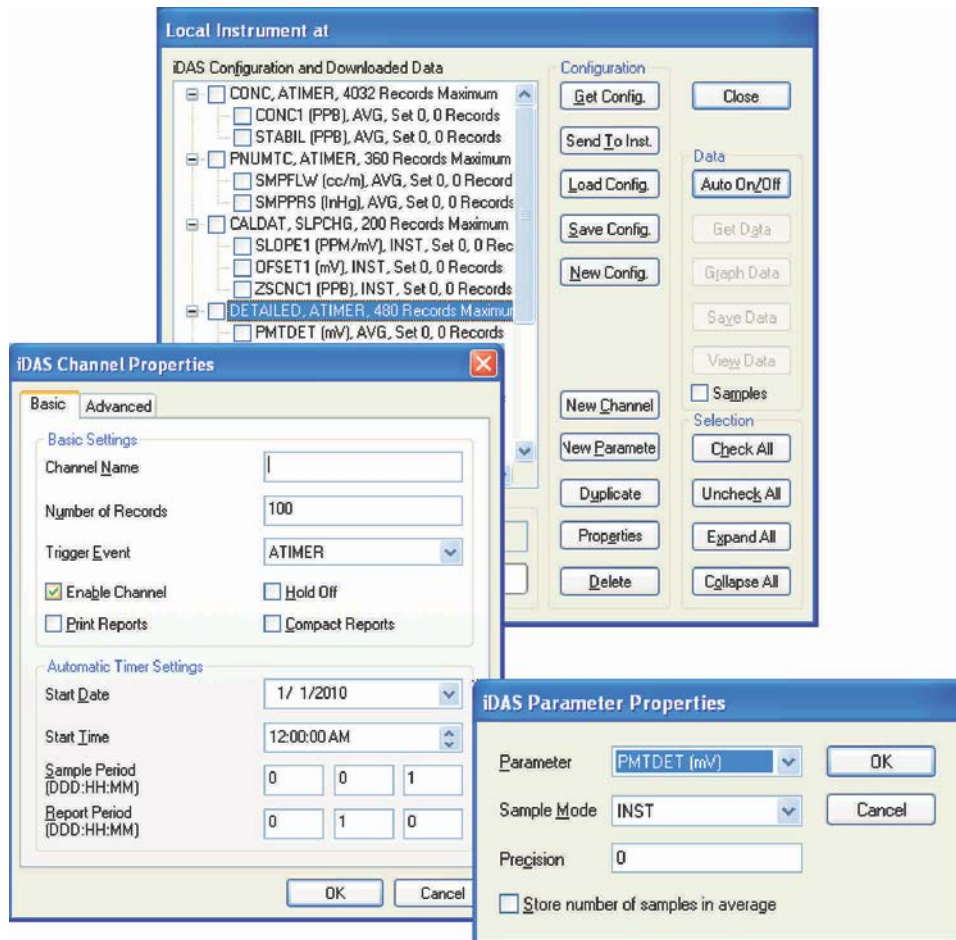 Local Instrument at
iDAS Configuration and Downloaded Data
CONC, ATIMER, 4032 Records Maximum
CONC1 (PPB), AVG, Set 0, 0 Records
STABIL (PPB), AVG, Set 0, 0 Records
PNUMTC, ATIMER, 360 Records Maximum
SMPFLW (cc/m), AVG, Set 0, 0 Record
SMPPRS (InHg), AVG, Set 0, 0 Records
CALDAT, SLPCHG, 200 Records Maximum
SLOPE1 (PPM/mV), INST, Set 0, 0 Rec
OFSET1 (mV), INST, Set 0, 0 Records
ZSCNC1 (PPB), INST, Set 0, 0 Records
DETAILED, ATIMER, 480 Records Maximur
PMTDET (mV), AVG, Set 0, 0 Records
Configuration
Get Config.
Send To Inst.
Load Config.
Save Config.
New Config.
New Channel
New Paramete
Duplicate
Properties
Delete
Close
Data
Auto On/Off
Get Data
Graph Data
Save Data
View Data
Samples
Selection
Check All
Uncheck All
Expand All
Collapse All
iDAS Channel Properties
Basic Advanced
Basic Settings
Channel Name
Number of Records 100
Trigger Event ATIMER
Enable Channel Hold Off
Print Reports Compact Reports
Automatic Timer Settings
Start Date 1/ 1/2010
Start Time 12:00:00 AM
Sample Period
(DDD:HH:MM) 0 0 1
Report Period
(DDD:HH:MM) 0 1 0
OK Cancel
iDAS Parameter Properties
Parameter PMTDET (mV) OK
Sample Mode INST Cancel
Precision 0
Store number of samples in average